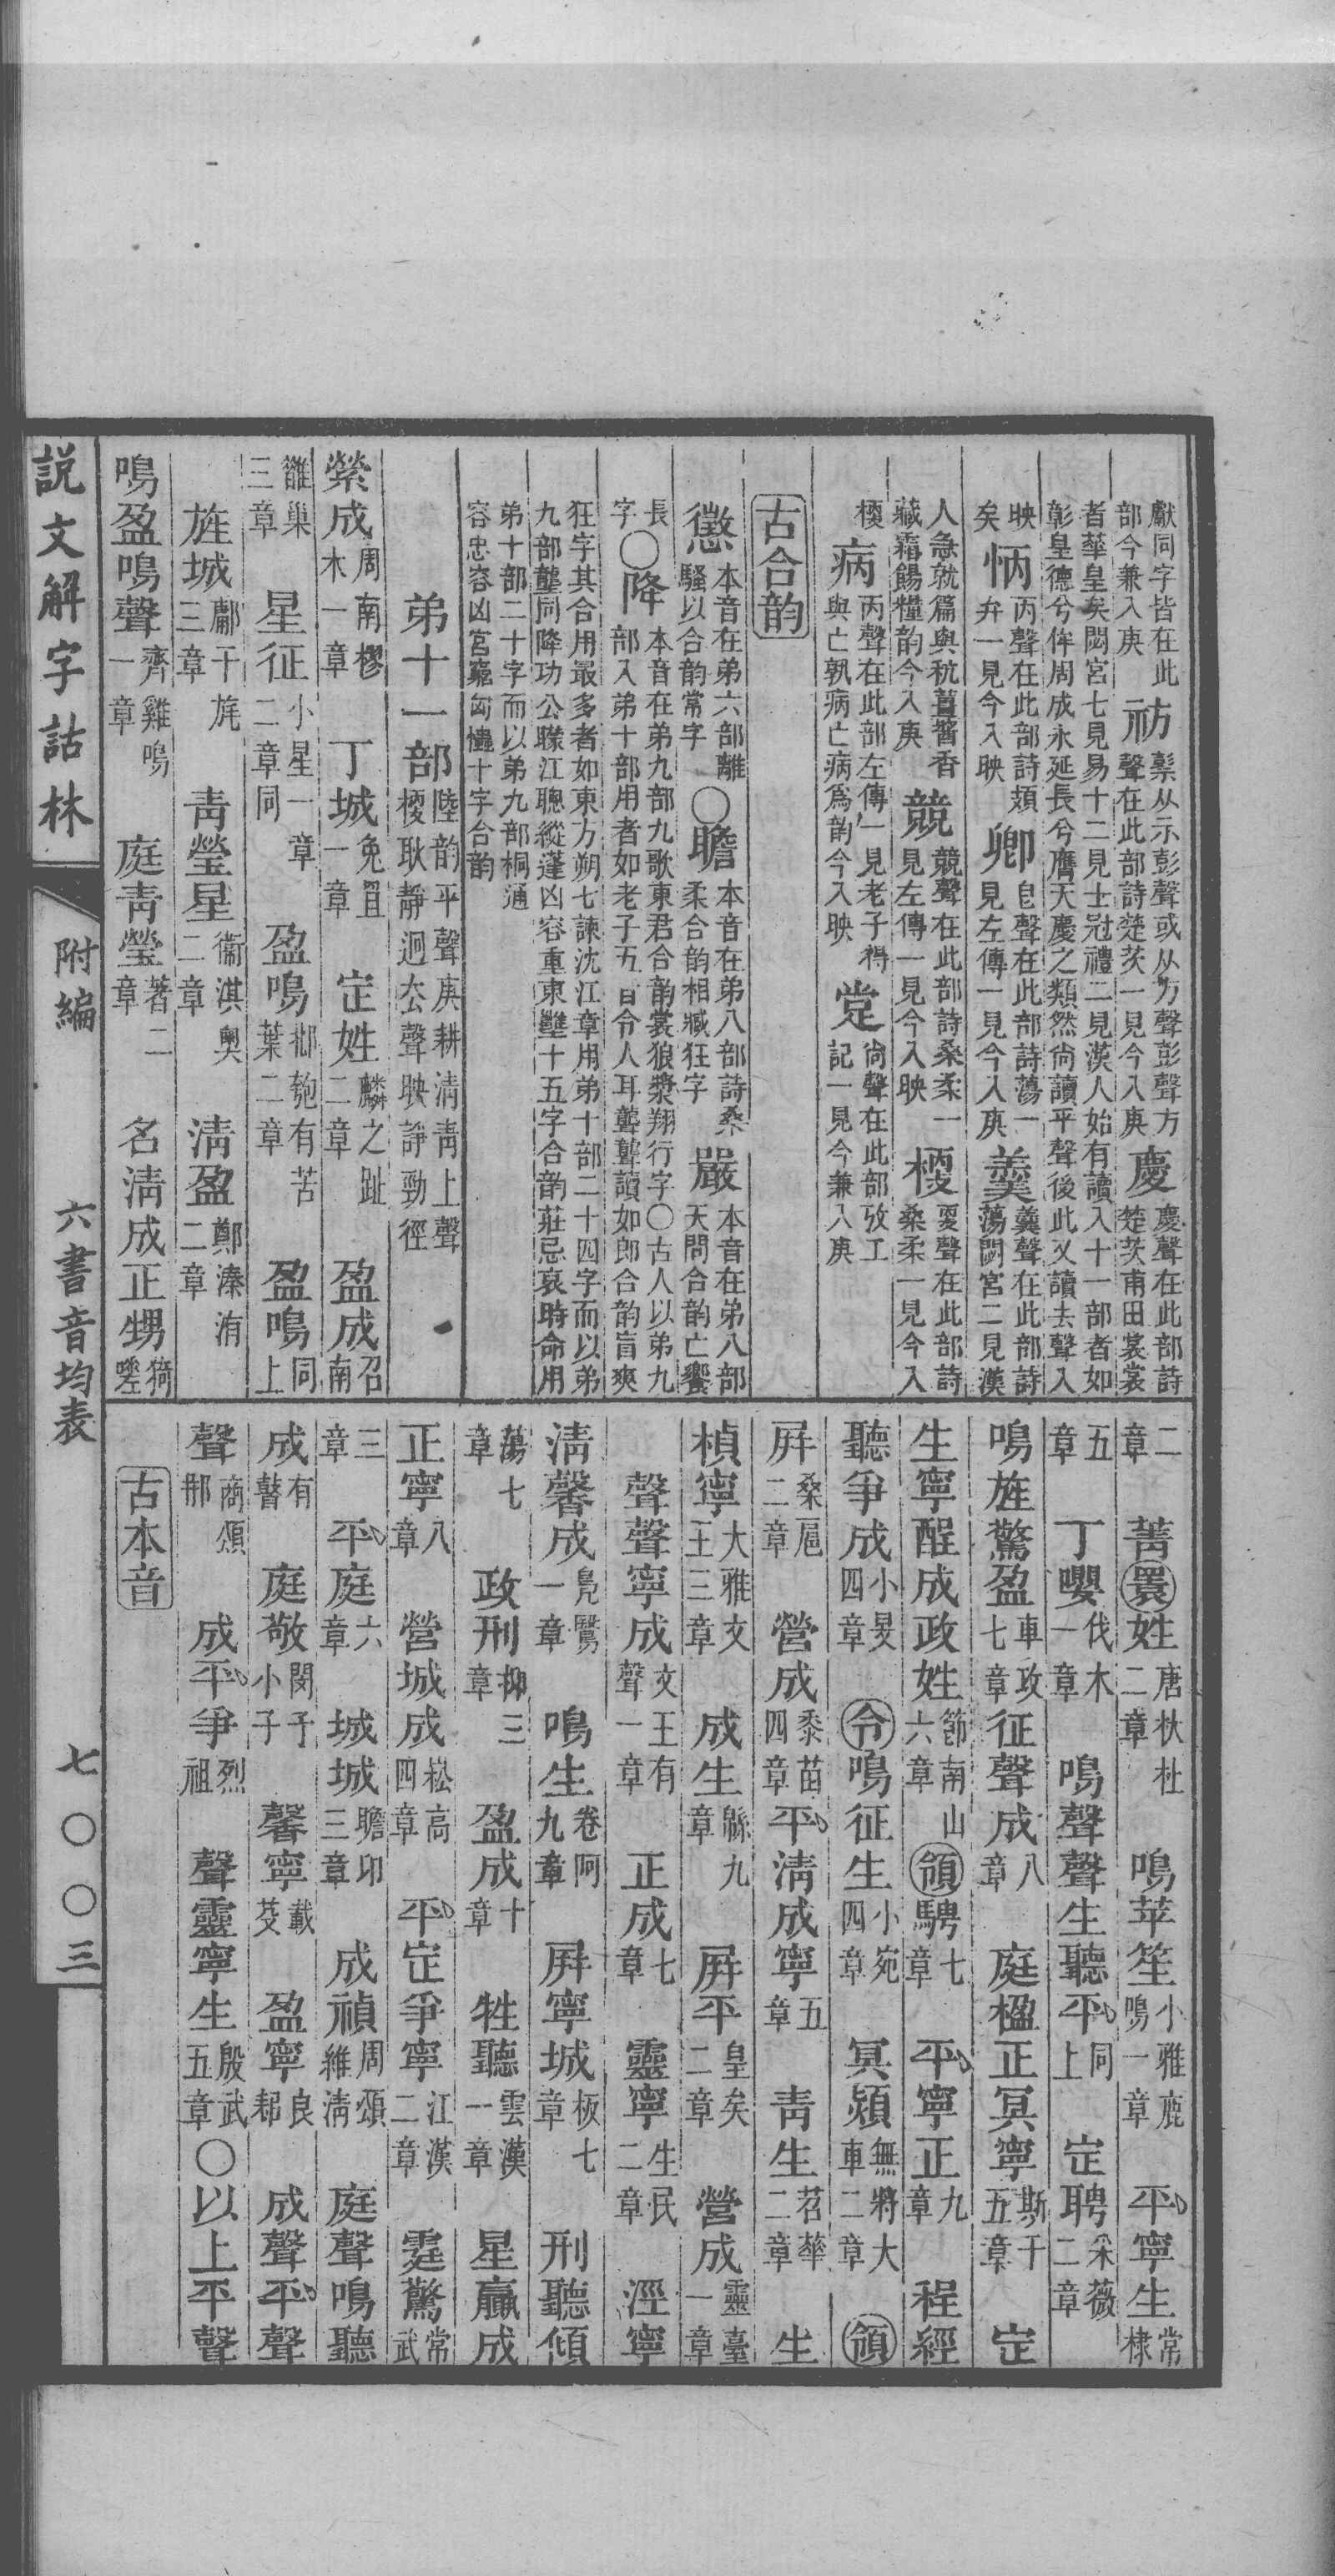 獻同字皆在此部今兼入庚 祊 䉾从示彭聲或从方聲彭聲方聲在此部詩楚茨一見今入庚 慶 慶聲在此部詩楚茨甫田裳裳
者華皇矣閟宮七見易十二見士冠禮二見漢人始有讀入十一部者如彰皇德兮侔周成永延長兮膺天慶之類然尙讀平聲後此又讀去聲入
映矣 怲 丙聲在此部詩頍弁一見今入映 卿 皀聲在此部詩蕩一見左傳一見今入庚 羹 羹聲在此部詩蕩閟宮二見漢
人急就篇與秔醬香藏霜餳糧韵今入庚 競 競聲在此部詩桑柔一見左傳一見今入映 梗 㪅聲在此部詩桑柔一見今入
梗 病 丙聲在此部左傳一見老子得與亡孰病亡病爲韵今入映 定 尙聲在此部攷工記一見今兼入庚
古合韵
懲 本音在弟六部離騷以合韵常字 ○瞻 本音在弟八部詩桑柔合韵相臧狂字 嚴 本音在弟八部天問合韵亡饗
長字○降 本音在弟九部九歌東君合韵裳狼漿翔行字○古人以弟九部入弟十部用者如老子五音令人耳聾聾讀如郎合韵盲爽
狂字其合用最多者如東方朔七諫沈江章用弟十部二十四字而以弟九部蘢同降功公矇江聰縱蓬凶容重東壅十五字合韵莊忌哀時命用
弟十部二十字而以弟九部桐通容忠容凶宮竆匈㦗十字合韵
弟十一部 陸韵平聲庚耕淸靑上聲梗耿靜迥厺聲映諍勁徑
縈成 周南樛木一章 丁城 兔罝一章 定姓 麟之趾二章 盈成 召南
鵲巢三章 星征 小星一章二章同 盈鳴 邶匏有苦葉二章 盈鳴 同上
旌城 鄘干旄三章 靑瑩星 衞淇奧二章 淸盈 鄭溱洧二章
鳴盈鳴聲 齊雞鳴一章 庭靑瑩 著二章 名淸成正甥 猗嗟
二章 菁睘姓 唐杕杜二章 鳴苹笙 小雅鹿鳴一章 平寧生 常棣
五章 丁嚶 伐木一章 鳴聲聲生聽平 同上 定聘 采薇二章
鳴旌驚盈 車攻七章 征聲成 八章 庭楹正冥寧 斯干五章 定
生寧酲成政姓 節南山六章 領騁 七章 平寧正 九章 程經
聽爭成 小旻四章 令鳴征生 小宛四章 冥熲 無將大車二章 領
屛 桑扈二章 營成 黍苗四章 平淸成寧 五章 靑生 苕華二章 生
楨寧 大雅文王三章 成生 緜九章 屛平 皇矣二章 營成 靈臺一章
聲聲寧成 文王有聲一章 正成 七章 靈寧 生民二章 涇寧
淸馨成 鳧鷖一章 鳴生 卷阿九章 屛寧城 板七章 刑聽傾
蕩七章 政刑 抑三章 盈成 十章 牲聽 雲漢一章 星贏成
正寧 八章 營城成 崧高四章 平定爭寧 江漢二章 霆驚 常武
三章 平庭 六章 城城 瞻卬三章 成禎 周頌維淸 庭聲鳴聽
成 有瞽 庭敬 閔予小子 馨寧 載芟 盈寧 良耜 成聲平聲
聲 商頌那 成平爭 烈祖 聲靈寧生 殷武五章 ○以上平聲
古本音
說文解字詁林 附編 六書音均表 七〇〇三